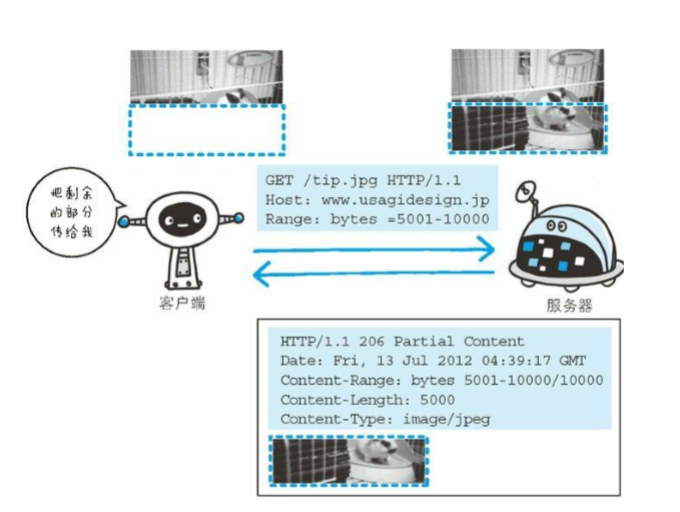 把剩余
的部分
传给我
GET /tip.jpg HTTP/1.1
Host: www.usagidesign.jp
Range: bytes =5001-10000
客户端
服务器
HTTP/1.1 206 Partial Content
Date: Fri, 13 Jul 2012 04:39:17 GMT
Content-Range: bytes 5001-10000/10000
Content-Length: 5000
Content-Type: image/jpeg